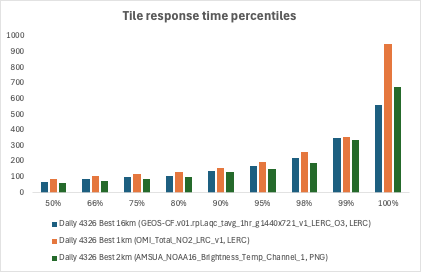 Tile response time percentiles
1000
900
800
700
600
500
400
300
200
100
0
50% 66% 75% 80% 90% 95% 98% 99% 100%
Daily 4326 Best 16km (GEOS-CF.v01.rpl.aqc_tavg_1hr_g1440x721_v1_LERC_O3, LERC)
Daily 4326 Best 1km (OMI_Total_NO2_LRC_v1, LERC)
Daily 4326 Best 2km (AMSUA_NOAA16_Brightness_Temp_Channel_1, PNG)